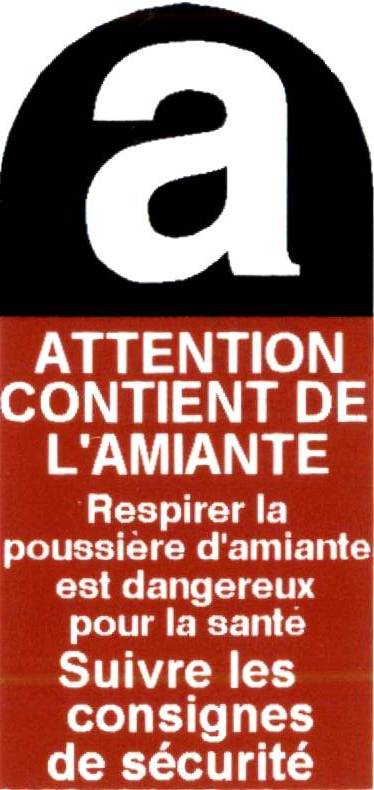 a
ATTENTION
CONTIENT DE
L'AMIANTE
Respirer la
poussière d'amiante
est dangereux
pour la santé
Suivre les
consignes
de sécurité